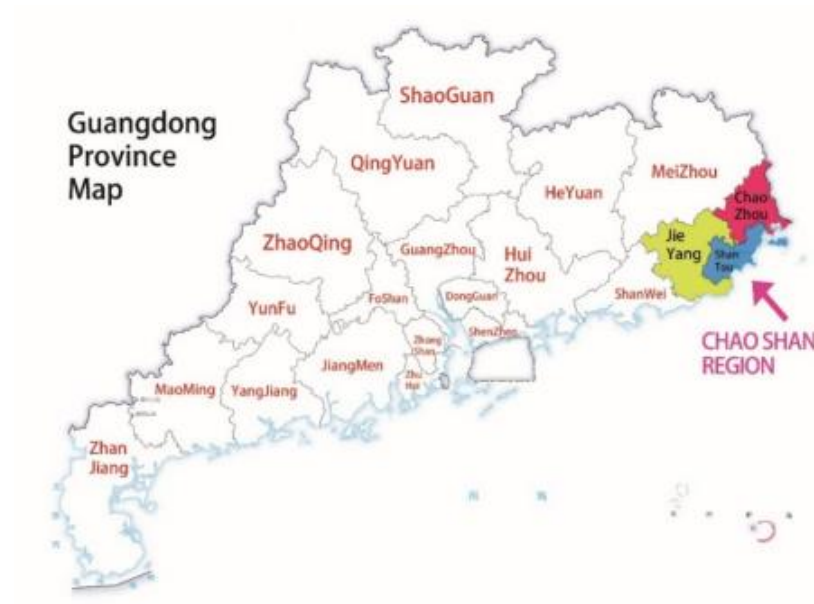 Guangdong
Province
Map
ShaoGuan
QingYuan
MeiZhou
HeYuan
Chao
Zhou
ZhaoQing
GuangZhou
Hui
Zhou
Jie
Yang
Shan
Tou
YunFu
FoShan
DongGuan
ShanWei
ShenZhen
Zhong
Shan
JiangMen
Zhu
Hai
MaoMing
YangJiang
Zhan
Jiang
CHAO SHAN
REGION